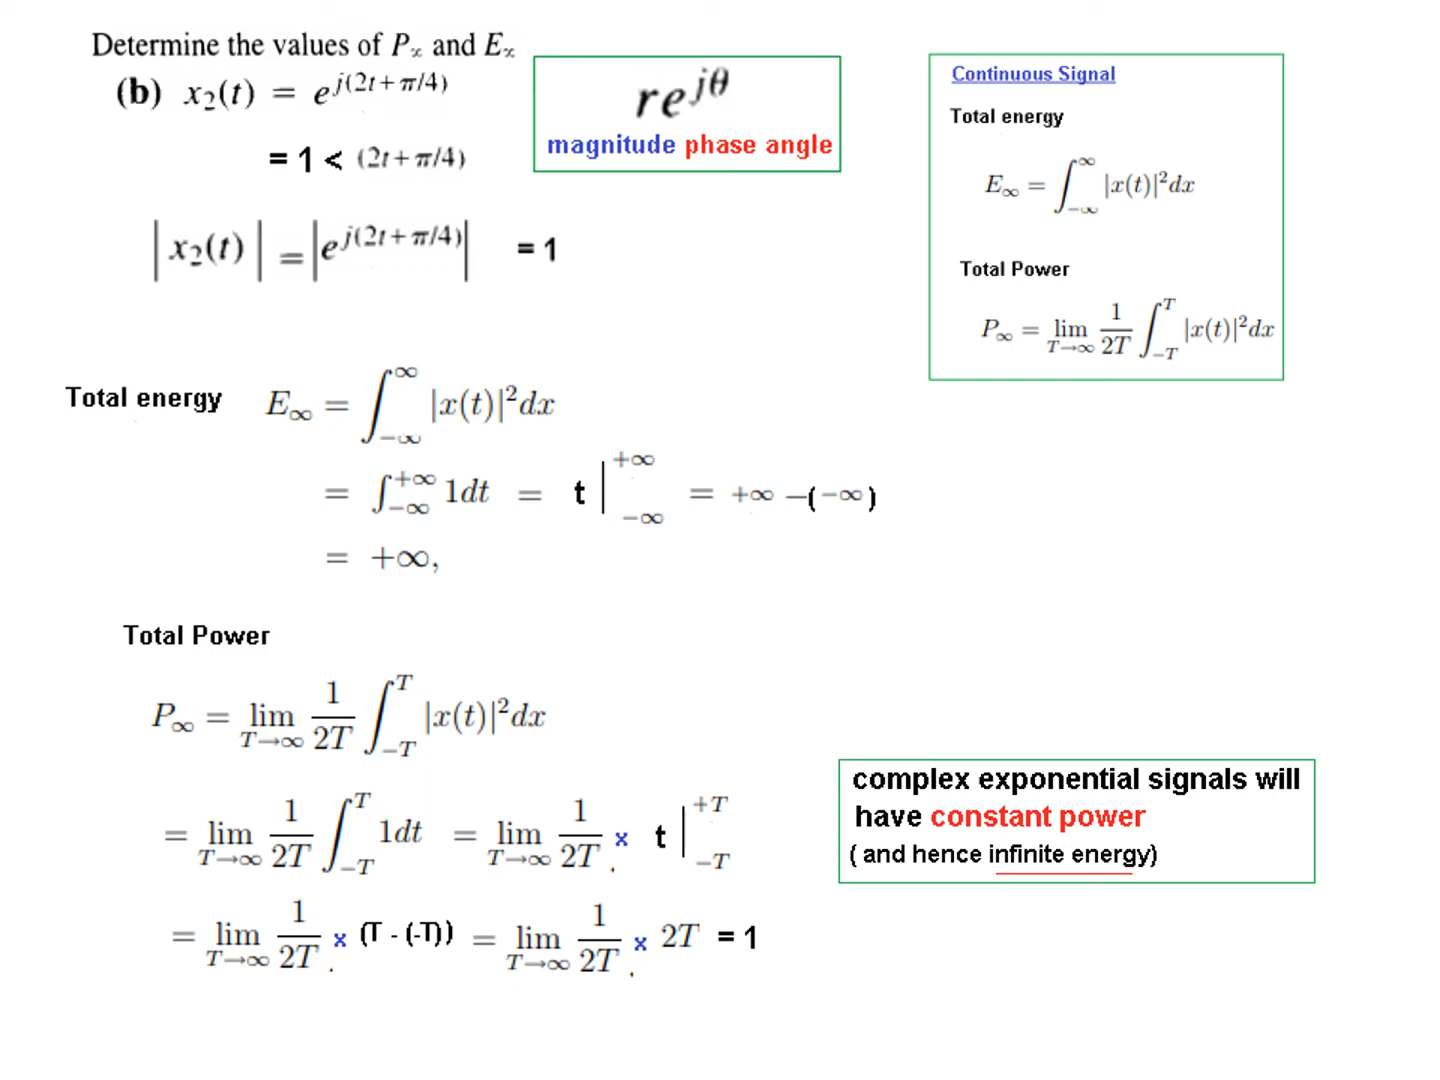 Determine the values of P∞ and E∞
(b) x₂(t) = e^{j(2t+π/4)}
= 1 < (2t+π/4)
|x₂(t)| = |e^{j(2t+π/4)}| = 1
re^{jθ}
magnitude phase angle
Continuous Signal
Total energy
E∞ = ∫_{-∞}^{∞} |x(t)|²dx
Total Power
P∞ = lim_{T→∞} 1/2T ∫_{-T}^{T} |x(t)|²dx
Total energy E∞ = ∫_{-∞}^{∞} |x(t)|²dx
= ∫_{-∞}^{+∞} 1dt = t |_{-∞}^{+∞} = +∞ –( -∞ )
= +∞,
Total Power
P∞ = lim_{T→∞} 1/2T ∫_{-T}^{T} |x(t)|²dx
= lim_{T→∞} 1/2T ∫_{-T}^{T} 1dt = lim_{T→∞} 1/2T x t |_{-T}^{+T}
= lim_{T→∞} 1/2T x (T - (-T)) = lim_{T→∞} 1/2T x 2T = 1
complex exponential signals will
have constant power
( and hence infinite energy)